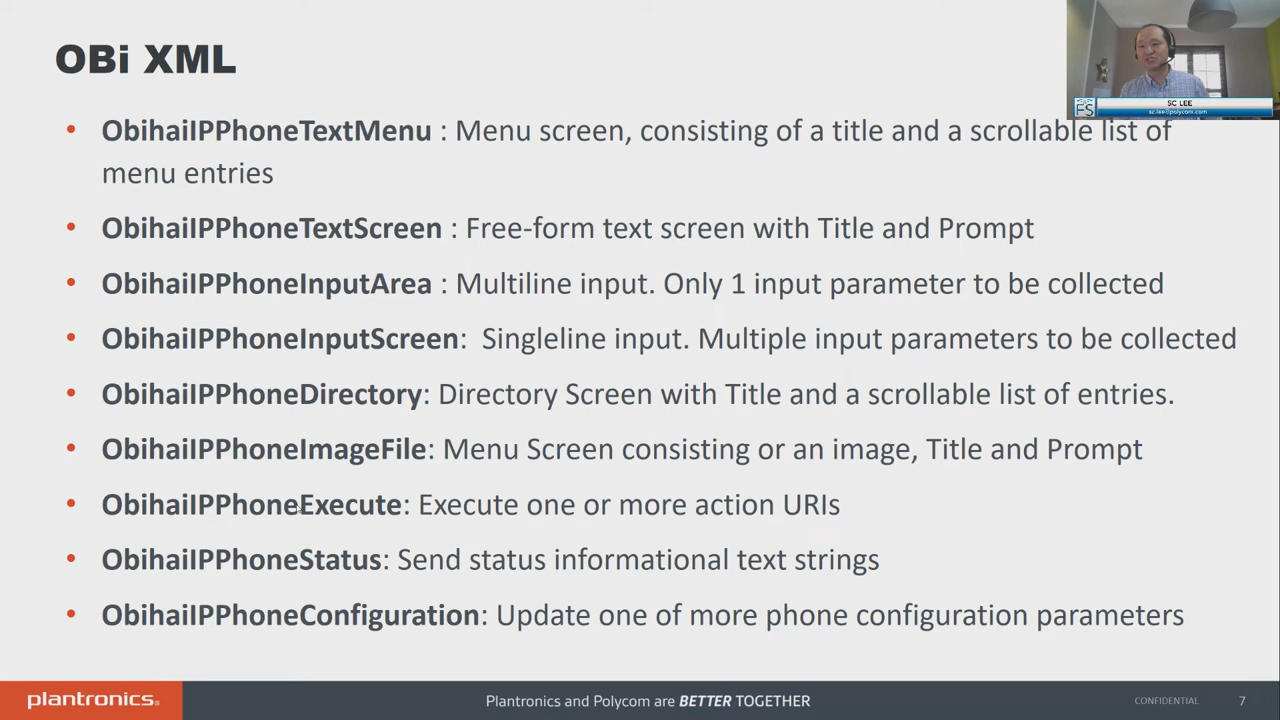 OBi XML
SC LEE
sc.lee@polycom.com
• ObihaiIPPhoneTextMenu : Menu screen, consisting of a title and a scrollable list of
menu entries
• ObihaiIPPhoneTextScreen : Free-form text screen with Title and Prompt
• ObihaiIPPhoneInputArea : Multiline input. Only 1 input parameter to be collected
• ObihaiIPPhoneInputScreen: Singleline input. Multiple input parameters to be collected
• ObihaiIPPhoneDirectory: Directory Screen with Title and a scrollable list of entries.
• ObihaiIPPhoneImageFile: Menu Screen consisting or an image, Title and Prompt
• ObihaiIPPhoneExecute: Execute one or more action URIs
• ObihaiIPPhoneStatus: Send status informational text strings
• ObihaiIPPhoneConfiguration: Update one of more phone configuration parameters
plantronics.
Plantronics and Polycom are BETTER TOGETHER
CONFIDENTIAL
7